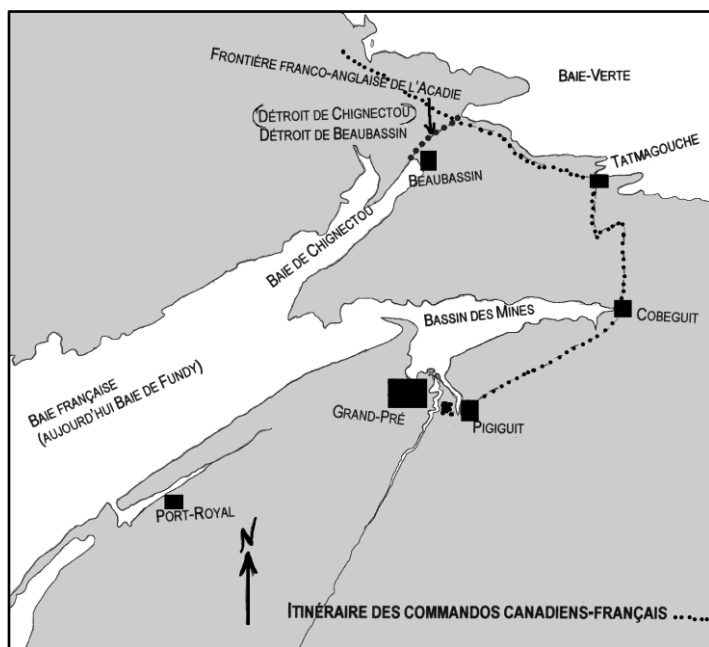 FRONTIÈRE FRANCO-ANGLAISE DE L'ACADIE
BAIE-VERTE
(DÉTROIT DE CHIGNECTOU)
DÉTROIT DE BEAUBASSIN
TATMAGOUCHE
BEAUBASSIN
BAIE DE CHIGNECTOU
BASSIN DES MINES
COBEGUIT
BAIE FRANÇAISE
(AUJOURD'HUI BAIE DE FUNDY)
GRAND-PRÉ
PIGIGUIT
PORT-ROYAL
N
ITINÉRAIRE DES COMMANDOS CANADIENS-FRANÇAIS